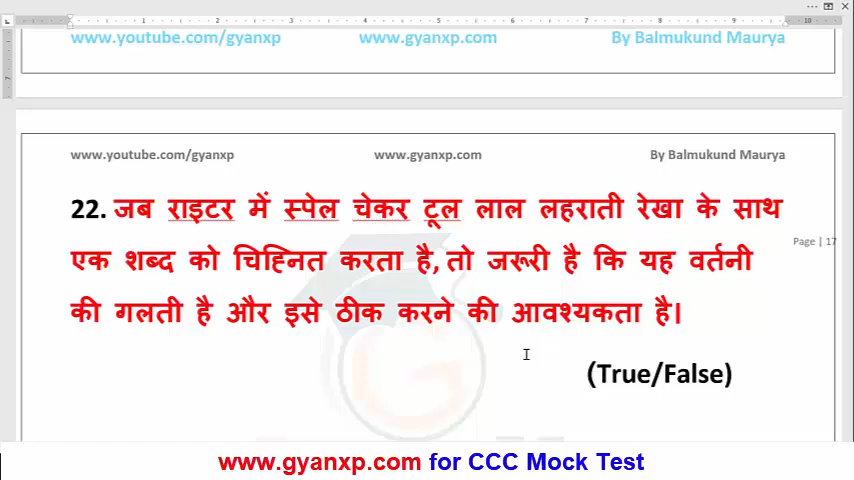 www.youtube.com/gyanxp www.gyanxp.com By Balmukund Maurya
www.youtube.com/gyanxp www.gyanxp.com By Balmukund Maurya
22. जब राइटर में स्पेल चेकर टूल लाल लहराती रेखा के साथ
Page | 17
एक शब्द को चिह्नित करता है, तो जरूरी है कि यह वर्तनी
की गलती है और इसे ठीक करने की आवश्यकता है।
(True/False)
www.gyanxp.com for CCC Mock Test